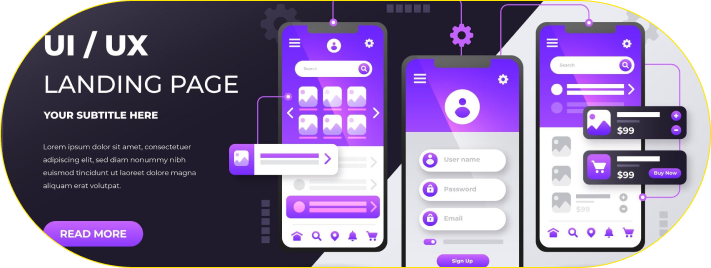 UI / UX
LANDING PAGE
YOUR SUBTITLE HERE
Lorem ipsum dolor sit amet, consectetuer
adipiscing elit, sed diam nonummy nibh
euismod tincidunt ut laoreet dolore magna
aliquam erat volutpat.
READ MORE
Search
User name
Password
Email
Sign Up
Search
$99
$99
Buy Now
$99